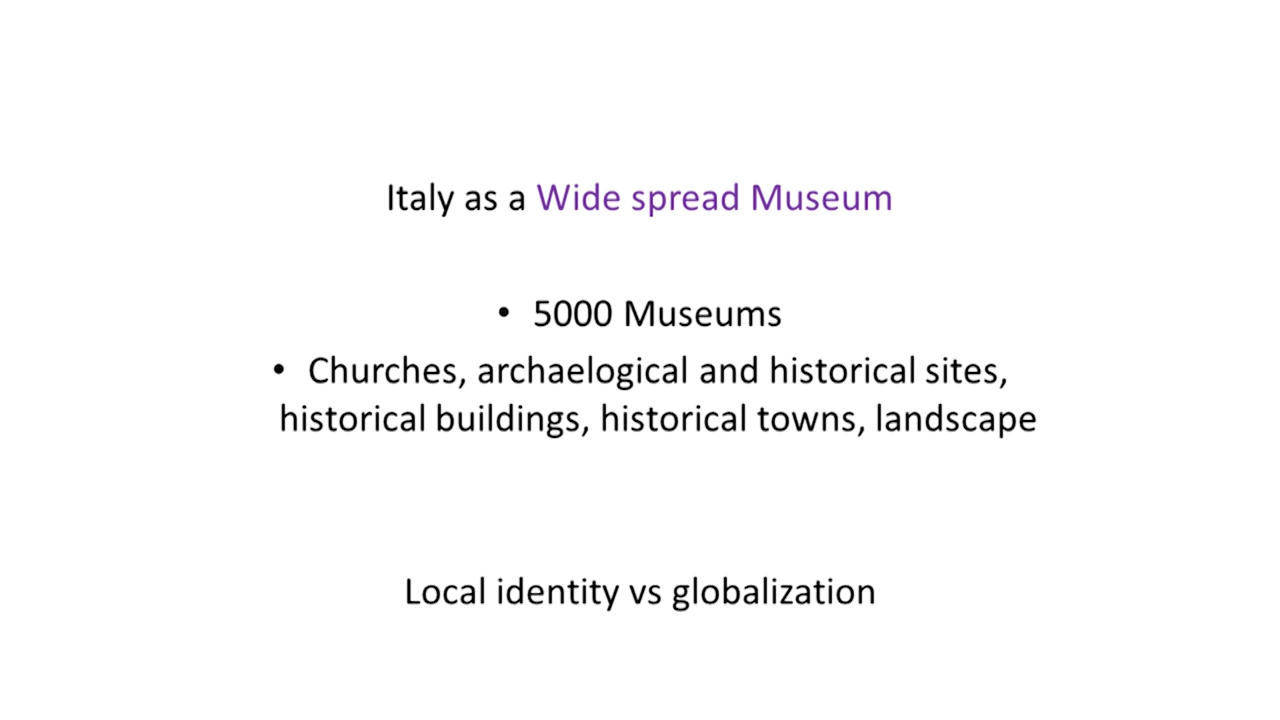 Italy as a Wide spread Museum
• 5000 Museums
• Churches, archaelogical and historical sites,
historical buildings, historical towns, landscape
Local identity vs globalization